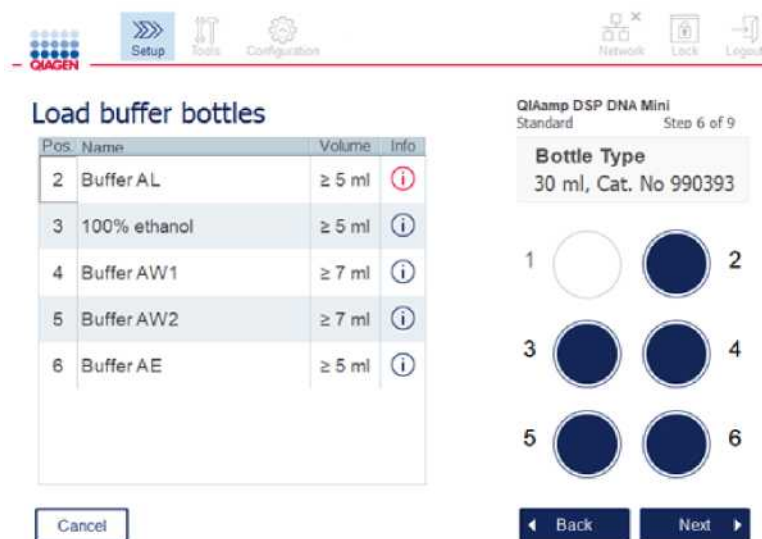 QIAGEN
Setup
Tools
Configuration
Network
Lock
Logout
Load buffer bottles
Pos. Name Volume Info
2 Buffer AL ≥ 5 ml i
3 100% ethanol ≥ 5 ml i
4 Buffer AW1 ≥ 7 ml i
5 Buffer AW2 ≥ 7 ml i
6 Buffer AE ≥ 5 ml i
QIAamp DSP DNA Mini
Standard Step 6 of 9
Bottle Type
30 ml, Cat. No 990393
1 2
3 4
5 6
Cancel
Back
Next